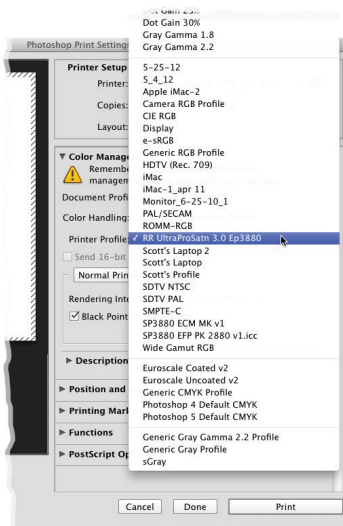 Dot Gain 25%
Dot Gain 30%
Gray Gamma 1.8
Gray Gamma 2.2
Photoshop Print Settings
Printer Setup
Printer:
Copies:
Layout:
5-25-12
5_4_12
Apple iMac-2
Camera RGB Profile
CIE RGB
Display
e-sRGB
Generic RGB Profile
HDTV (Rec. 709)
iMac
iMac-1_apr 11
Monitor_6-25-10_1
PAL/SECAM
ROMM-RGB
✓ RR UltraProSatn 3.0 Ep3880
Scott's Laptop 2
Scott's Laptop
Scott's Profile
SDTV NTSC
SDTV PAL
SMPTE-C
SP3880 ECM MK v1
SP3880 EFP PK 2880 v1.icc
Wide Gamut RGB
Euroscale Coated v2
Euroscale Uncoated v2
Generic CMYK Profile
Photoshop 4 Default CMYK
Photoshop 5 Default CMYK
Generic Gray Gamma 2.2 Profile
Generic Gray Profile
sGray
▼ Color Manage
Remembe
managem
Document Profi
Color Handling:
Printer Profile:
Send 16-bit
Normal Prin
Rendering Inte
Black Point
▶ Description
▶ Position and
▶ Printing Mark
▶ Functions
▶ PostScript Op
Cancel Done Print